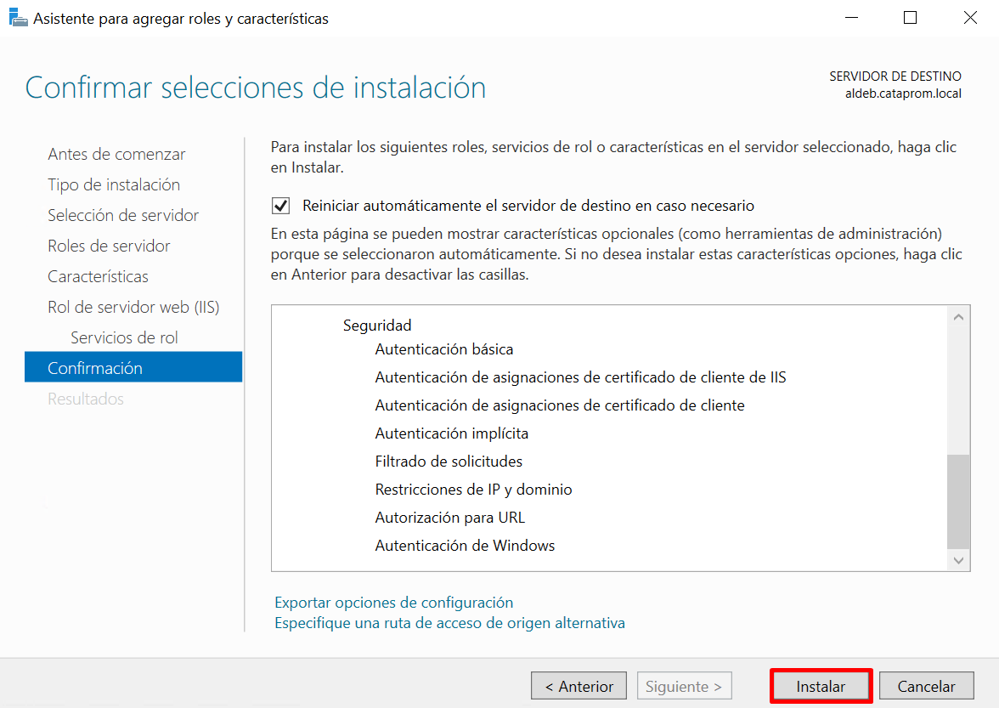 Asistente para agregar roles y características
Confirmar selecciones de instalación
SERVIDOR DE DESTINO
aldeb.cataprom.local
Antes de comenzar
Tipo de instalación
Selección de servidor
Roles de servidor
Características
Rol de servidor web (IIS)
Servicios de rol
Confirmación
Resultados
Para instalar los siguientes roles, servicios de rol o características en el servidor seleccionado, haga clic
en Instalar.
Reiniciar automáticamente el servidor de destino en caso necesario
En esta página se pueden mostrar características opcionales (como herramientas de administración)
porque se seleccionaron automáticamente. Si no desea instalar estas características opciones, haga clic
en Anterior para desactivar las casillas.
Seguridad
Autenticación básica
Autenticación de asignaciones de certificado de cliente de IIS
Autenticación de asignaciones de certificado de cliente
Autenticación implícita
Filtrado de solicitudes
Restricciones de IP y dominio
Autorización para URL
Autenticación de Windows
Exportar opciones de configuración
Especifique una ruta de acceso de origen alternativa
< Anterior
Siguiente >
Instalar
Cancelar